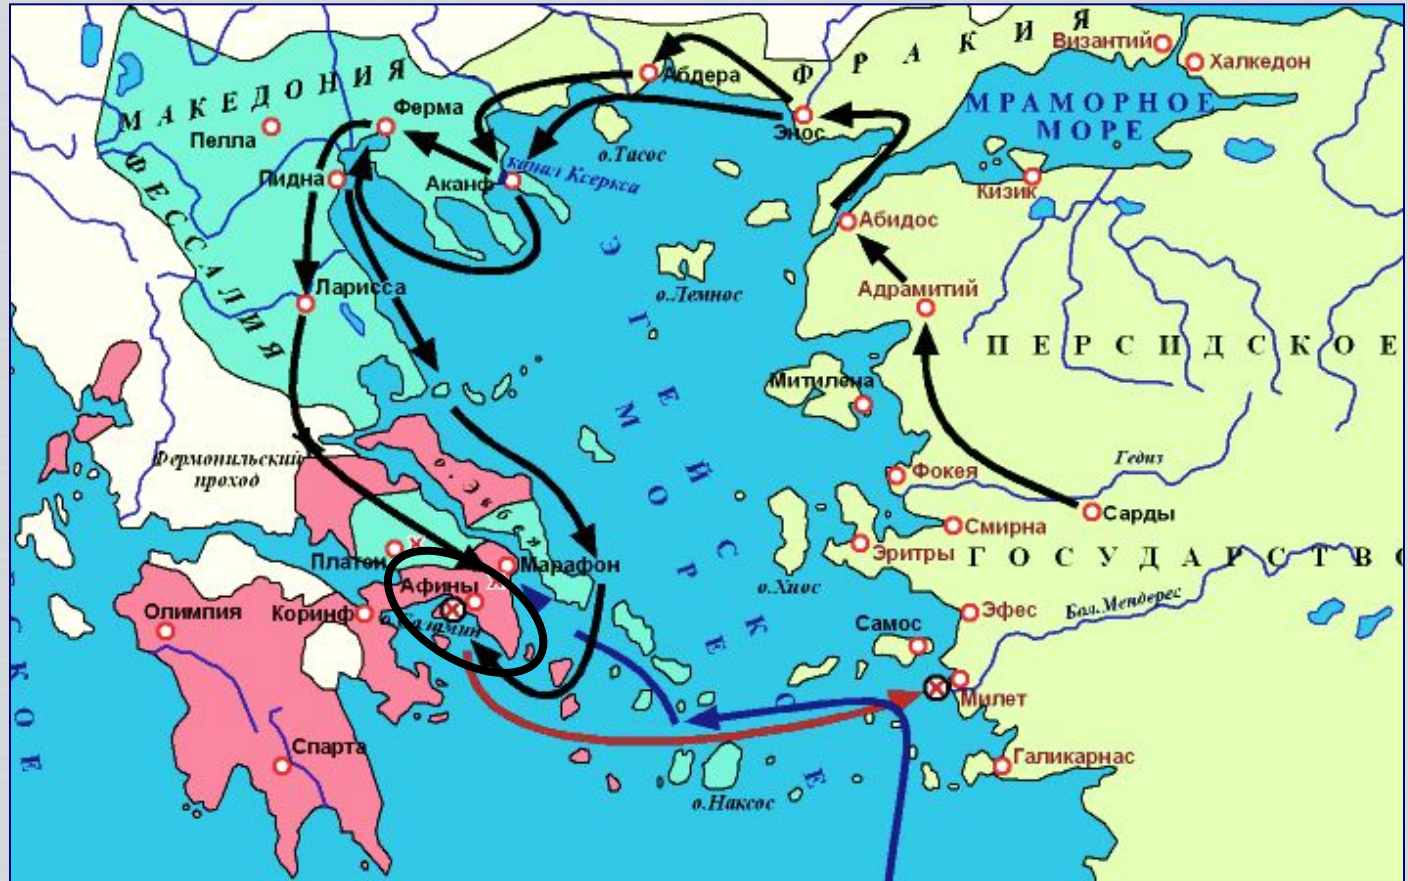 ФРАКИЯ
Византий
Халкедон
МАКЕДОНИЯ
Абдера
Ферма
Энос
МРАМОРНОЕ
МОРЕ
Пелла
о.Тасос
канал Ксеркса
Пидна
Аканф
Кизик
ФЕССАЛИЯ
Абидос
Ларисса
о.Лемнос
Адрамитий
ЭГЕЙСКОЕ
МОРЕ
ПЕРСИДСКОЕ
Митилена
Фермопильский
проход
о.Эвбея
Гедиз
Фокея
Сарды
Смирна
Эритры
ГОСУДАРСТВО
Платеи
Марафон
Афины
о.Саламин
о.Хиос
Бол.Мендерес
Олимпия
Коринф
Эфес
Самос
Милет
Спарта
Галикарнас
о.Наксос
СКОЕ